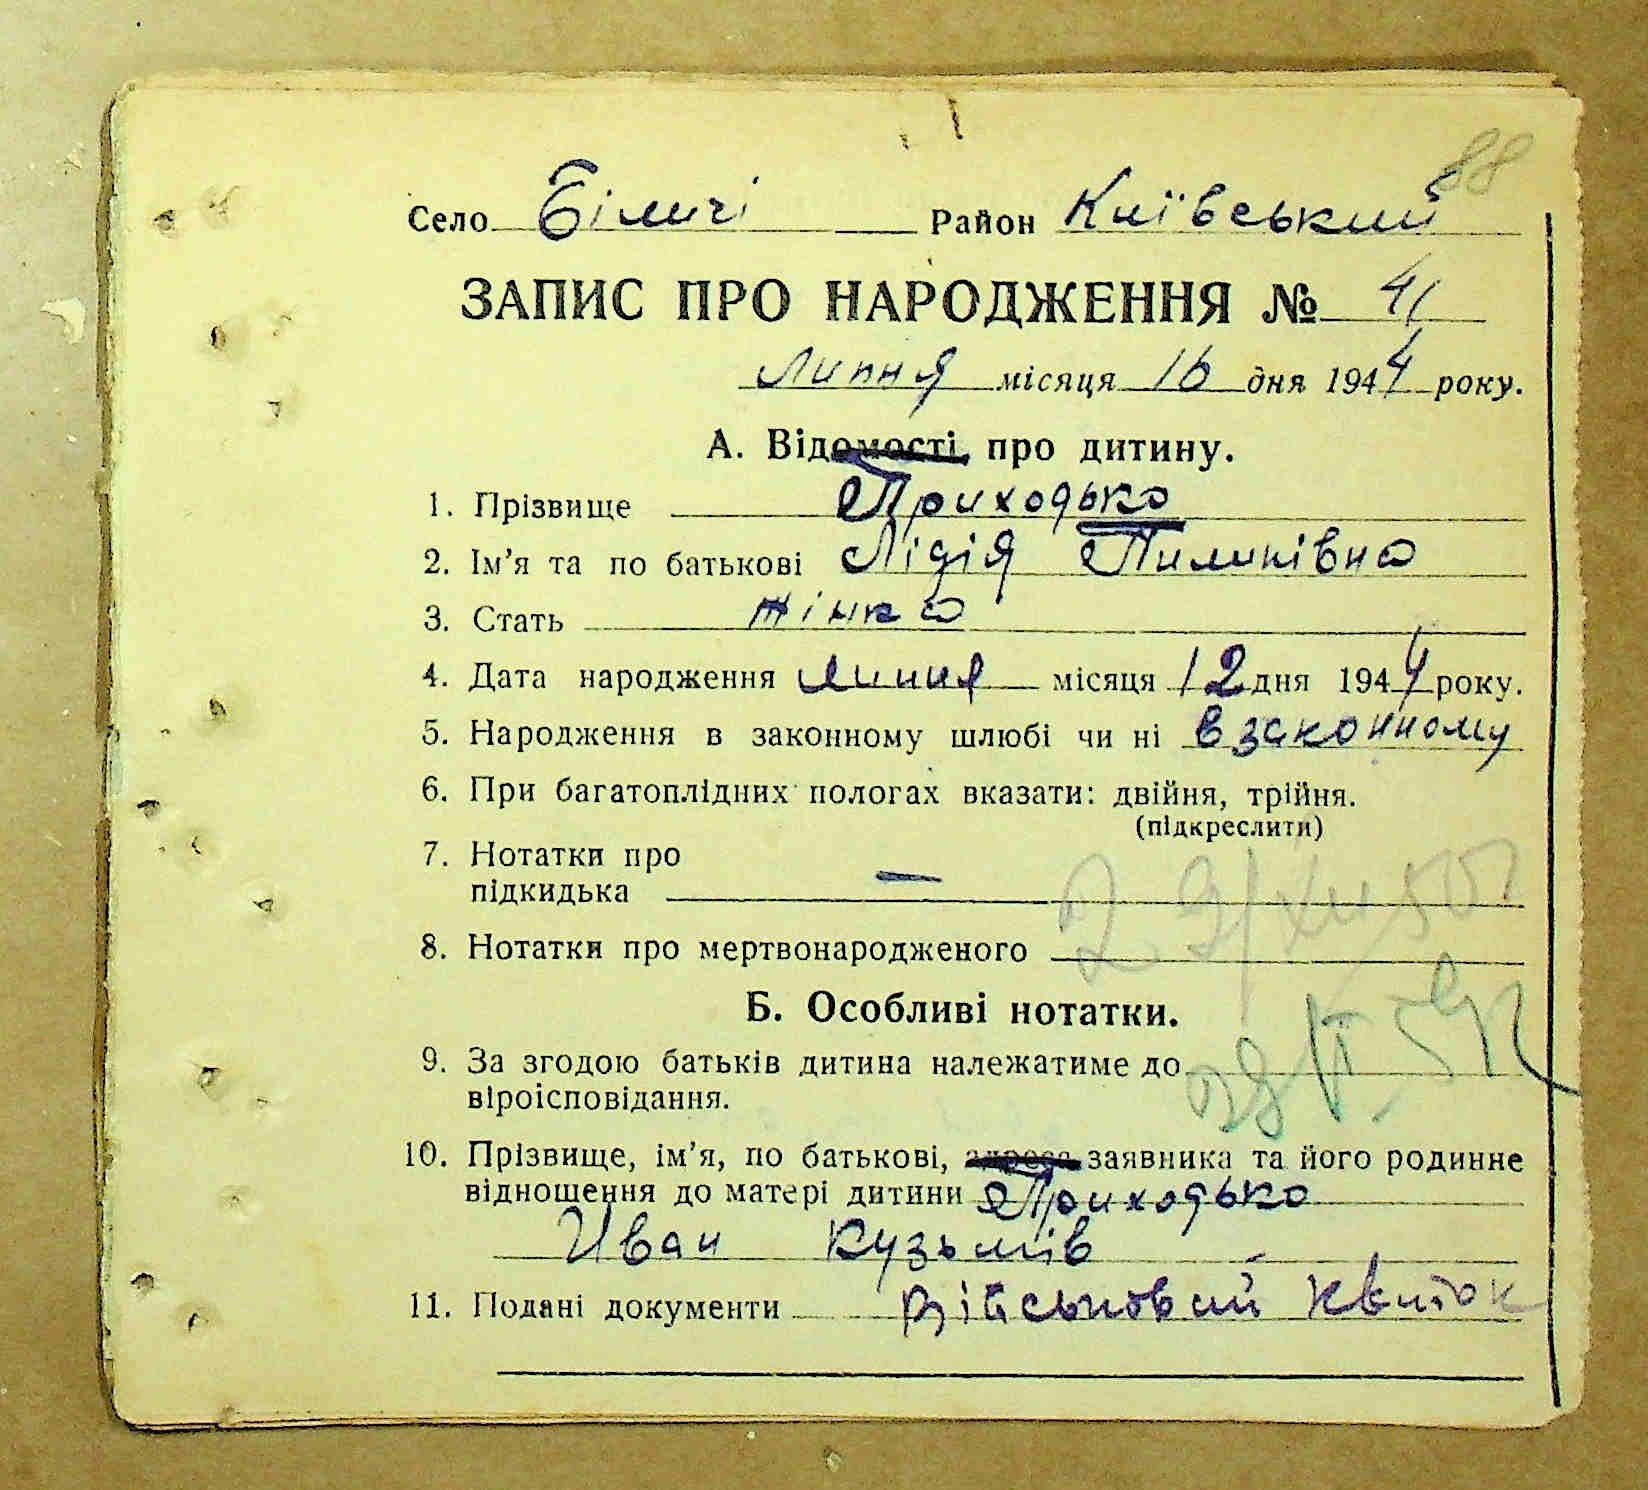 88
Село Біличі Район Київський
ЗАПИС ПРО НАРОДЖЕННЯ № 41
липня місяця 16 дня 1944 року.
А. Відомості про дитину.
1. Прізвище Приходько
2. Ім’я та по батькові Лідія Пилипівна
3. Стать жінка
4. Дата народження липня місяця 12 дня 1944 року.
5. Народження в законному шлюбі чи ні в законному
6. При багатоплідних пологах вказати: двійня, трійня.
(підкреслити)
7. Нотатки про
підкидька —
8. Нотатки про мертвонародженого
Б. Особливі нотатки.
9. За згодою батьків дитина належатиме до
віроісповідання.
10. Прізвище, ім’я, по батькові, адреса заявника та його родинне
відношення до матері дитини Приходько
Иван Кузьмів
11. Подані документи Військовий квиток